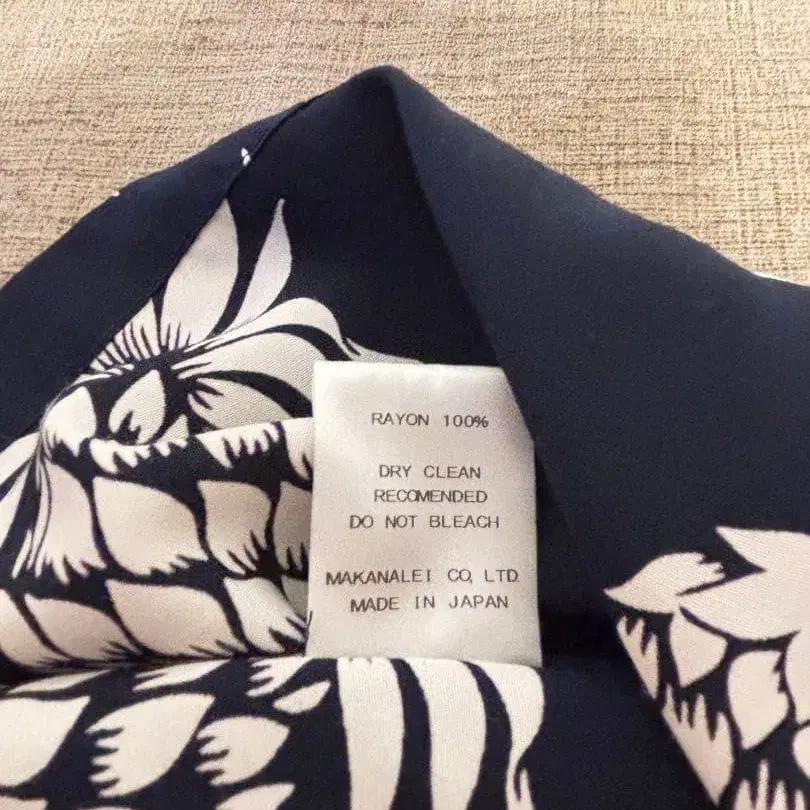 RAYON 100%
DRY CLEAN
RECOMENDED
DO NOT BLEACH
MAKANALEI CO, LTD.
MADE IN JAPAN